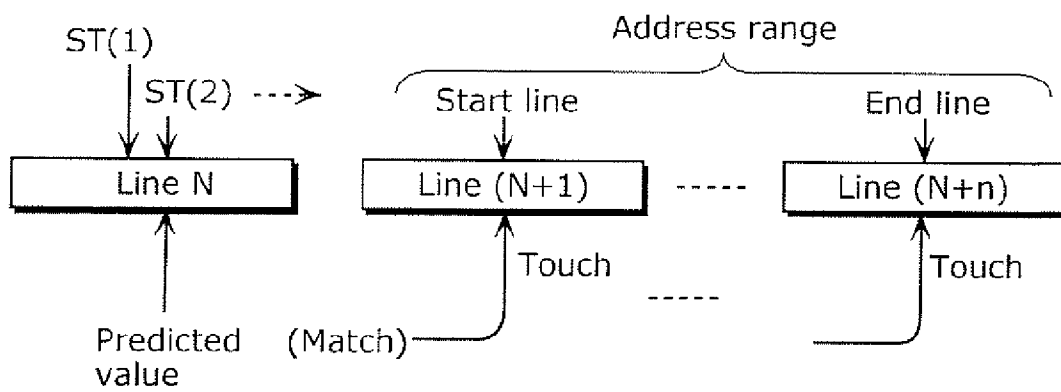 Address range
ST(1)
ST(2)
Start line
End line
Line N
Line (N+1)
Line (N+n)
Touch
Touch
Predicted value
(Match)